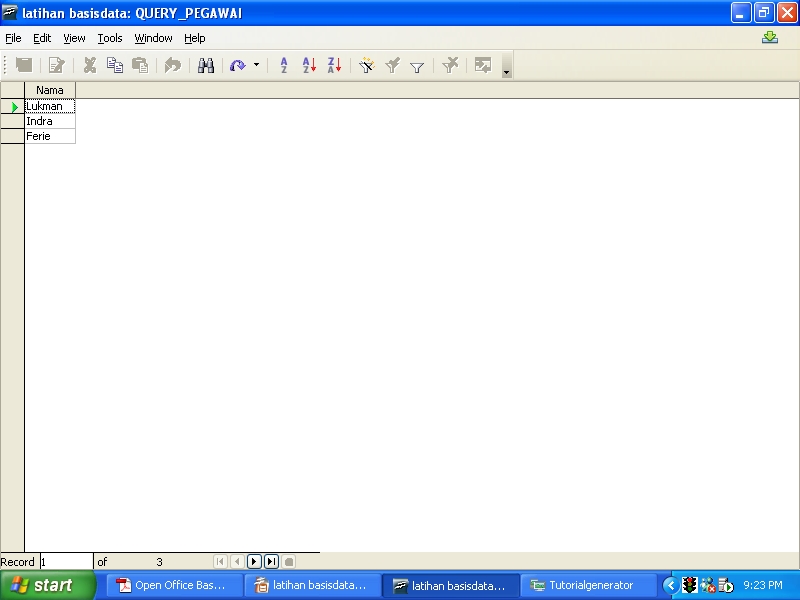 latihan basisdata: QUERY_PEGAWAI
File Edit View Tools Window Help
Nama
Lukman
Indra
Ferie
Record 1 of 3
start Open Office Bas... latihan basisdata... latihan basisdata... Tutorialgenerator 9:23 PM